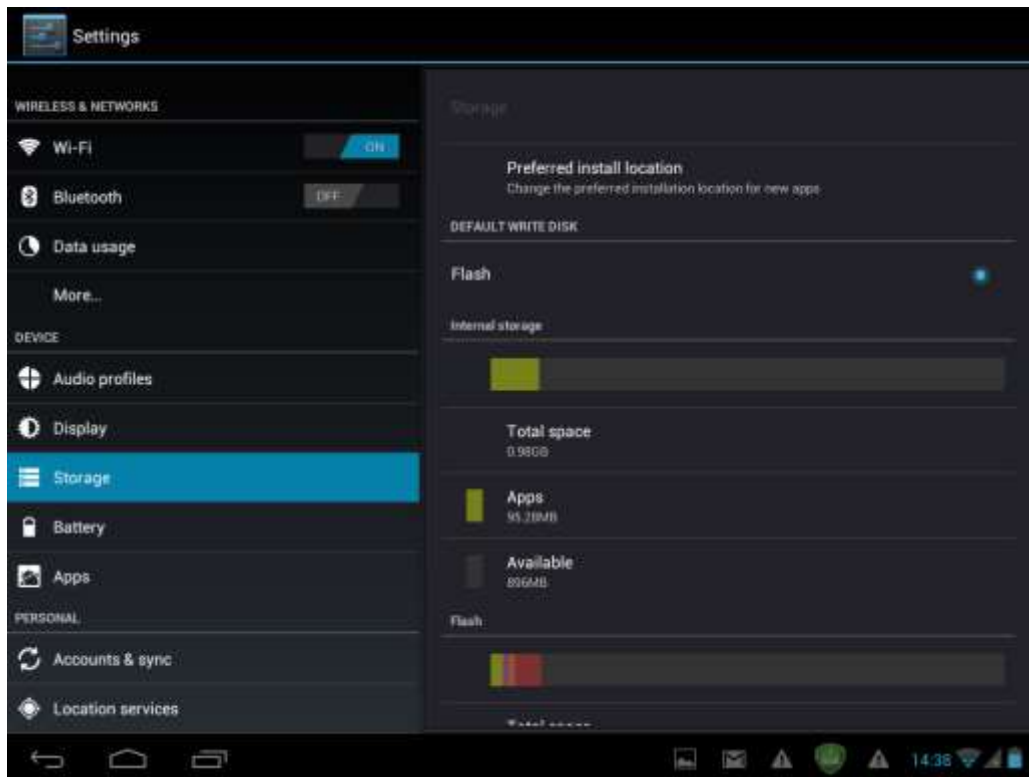 Settings
WIRELESS & NETWORKS
Wi-Fi
ON
Bluetooth
OFF
Data usage
More...
DEVICE
Audio profiles
Display
Storage
Battery
Apps
PERSONAL
Accounts & sync
Location services
Storage
Preferred install location
Change the preferred installation location for new apps
DEFAULT WRITE DISK
Flash
Internal storage
Total space
0.98GB
Apps
95.28MB
Available
896MB
Flash
Total space
14:38